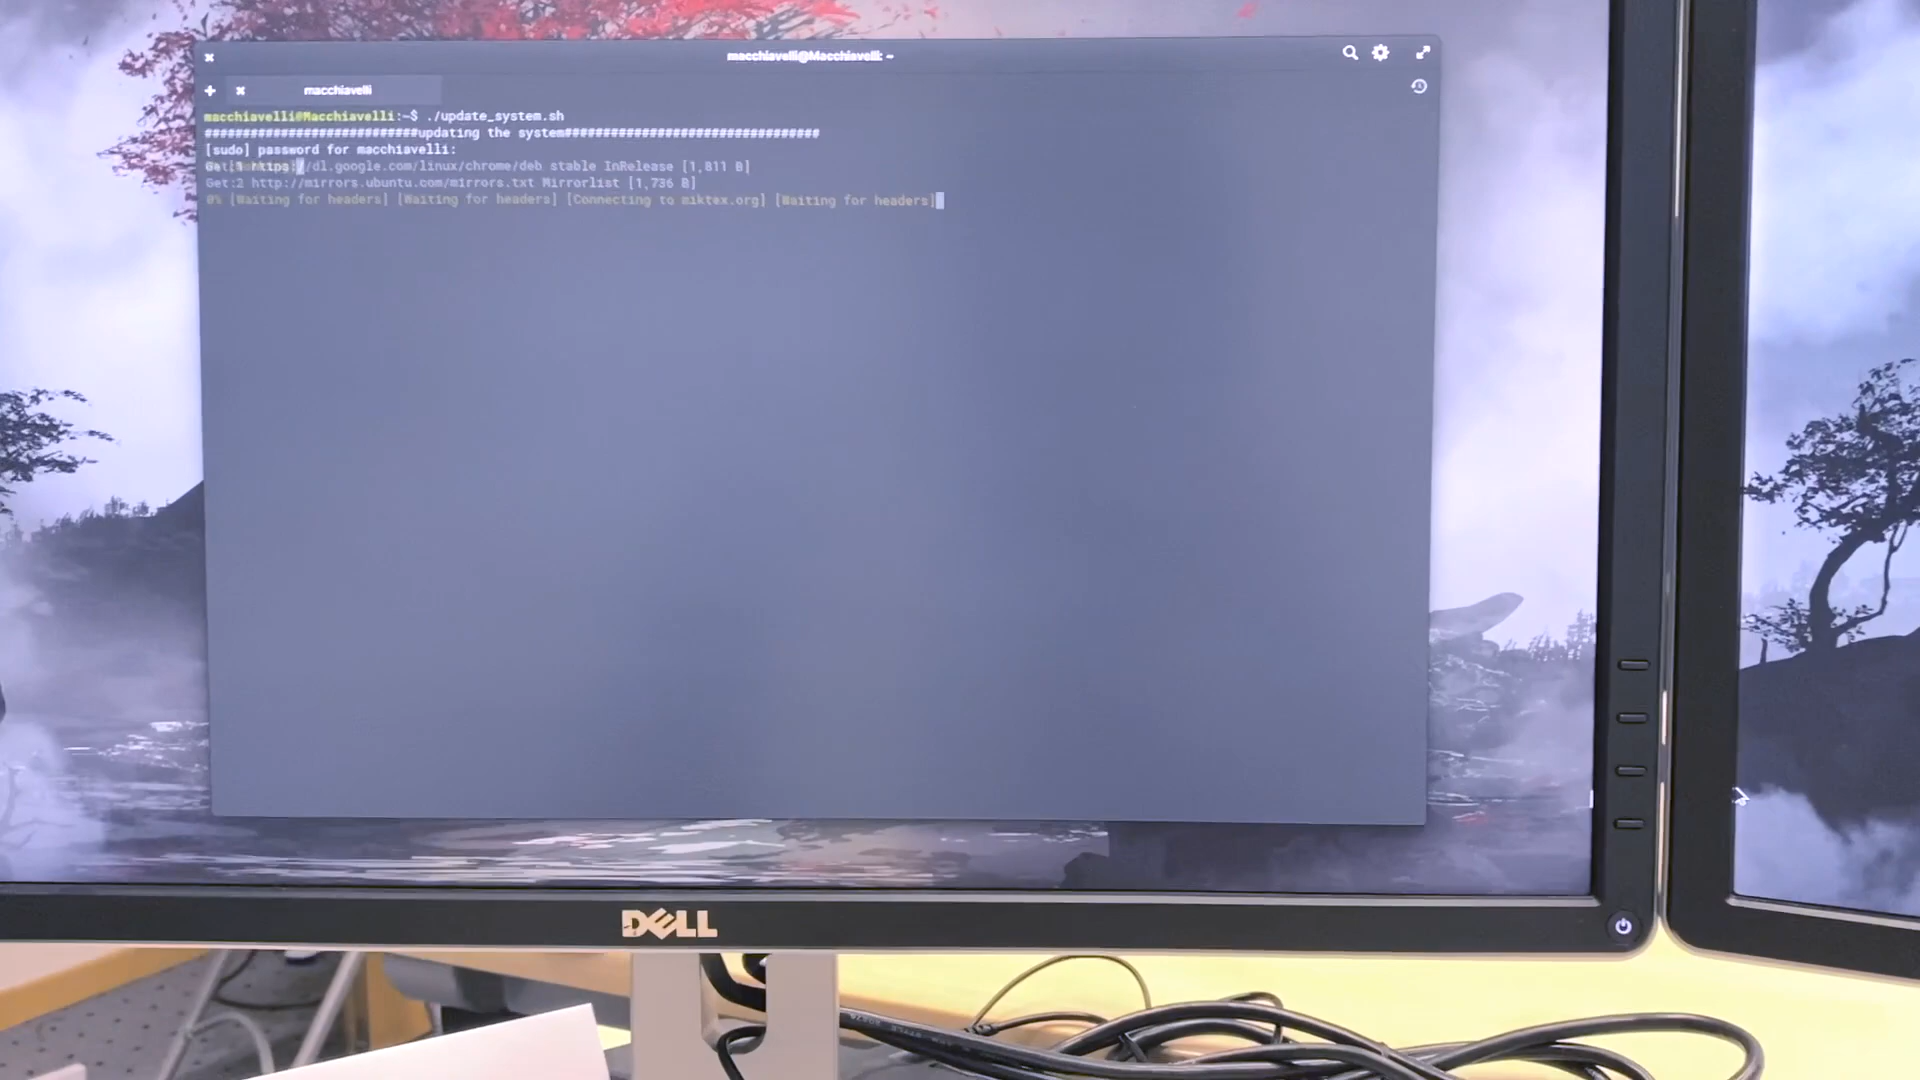 macchiavelli@Macchiavelli: ~
macchiavelli
macchiavelli@Macchiavelli:~$ ./update_system.sh
############################updating the system#################################
[sudo] password for macchiavelli:
//dl.google.com/linux/chrome/deb stable InRelease [1,811 B]
Get:2 http://mirrors.ubuntu.com/mirrors.txt Mirrorlist [1,736 B]
0% [Waiting for headers] [Waiting for headers] [Connecting to miktex.org] [Waiting for headers]
DELL